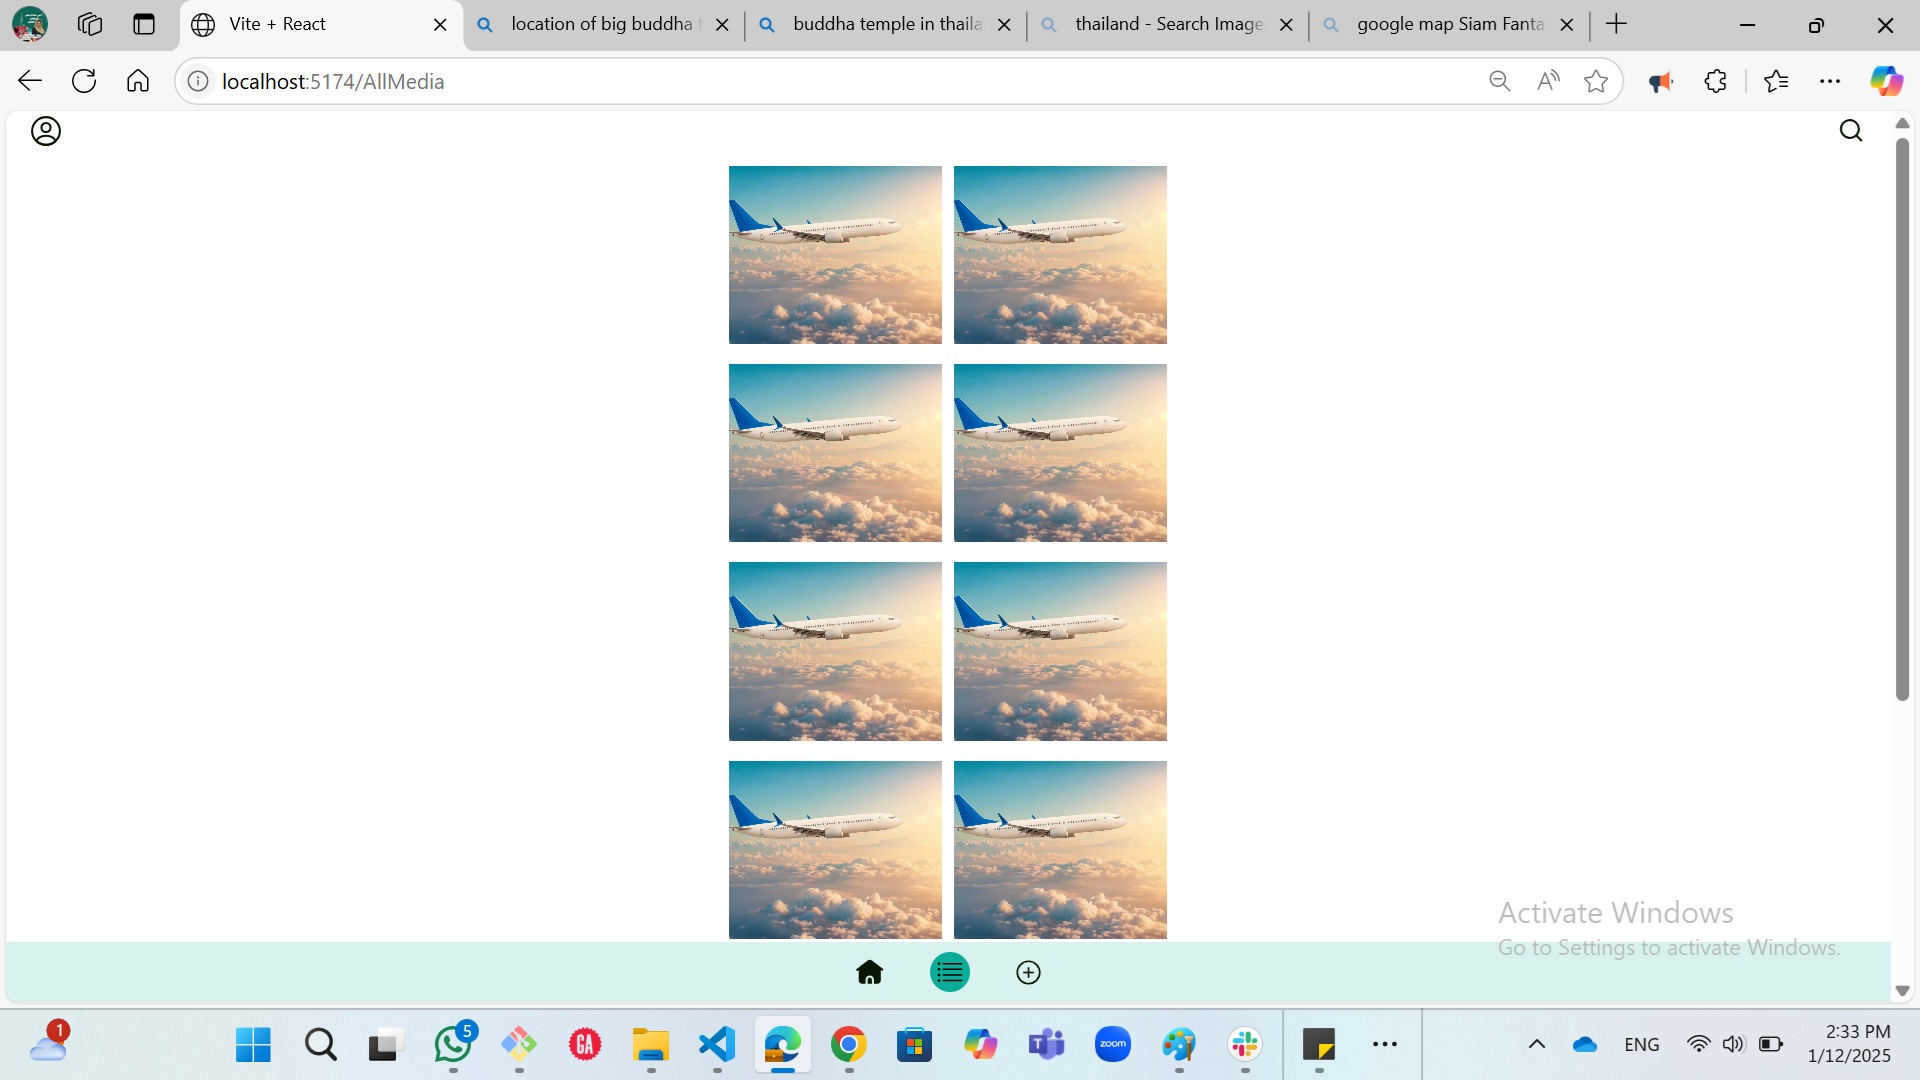 Vite + React
location of big buddha t
buddha temple in thaila
thailand - Search Image
google map Siam Fanta
localhost:5174/AllMedia
Activate Windows
Go to Settings to activate Windows.
1
5
GA
T
zoom
ENG
2:33 PM
1/12/2025